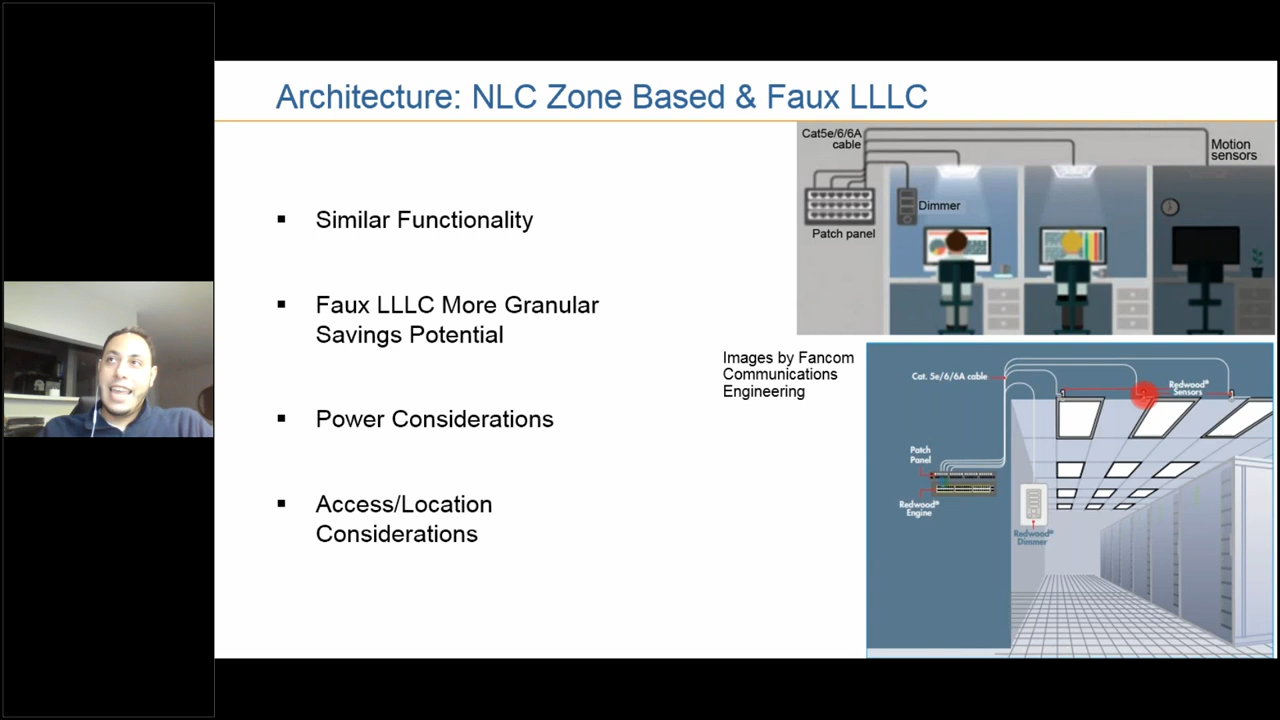 Architecture: NLC Zone Based & Faux LLLC
▪ Similar Functionality
▪ Faux LLLC More Granular
Savings Potential
▪ Power Considerations
▪ Access/Location
Considerations
Cat5e/6/6A
cable
Motion
sensors
Dimmer
Patch panel
Images by Fancom
Communications
Engineering
Cat. 5e/6/6A cable
Redwood®
Sensors
Patch
Panel
Redwood®
Engine
Redwood®
Dimmer